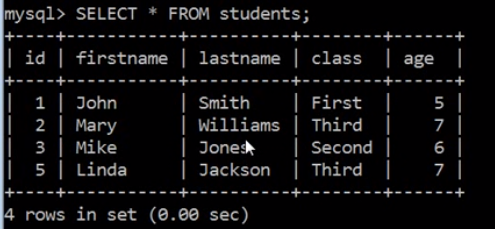 mysql> SELECT * FROM students;
+----+-----------+----------+--------+------+
| id | firstname | lastname | class  | age  |
+----+-----------+----------+--------+------+
|  1 | John      | Smith    | First  |    5 |
|  2 | Mary      | Williams | Third  |    7 |
|  3 | Mike      | Jones    | Second |    6 |
|  5 | Linda     | Jackson  | Third  |    7 |
+----+-----------+----------+--------+------+
4 rows in set (0.00 sec)